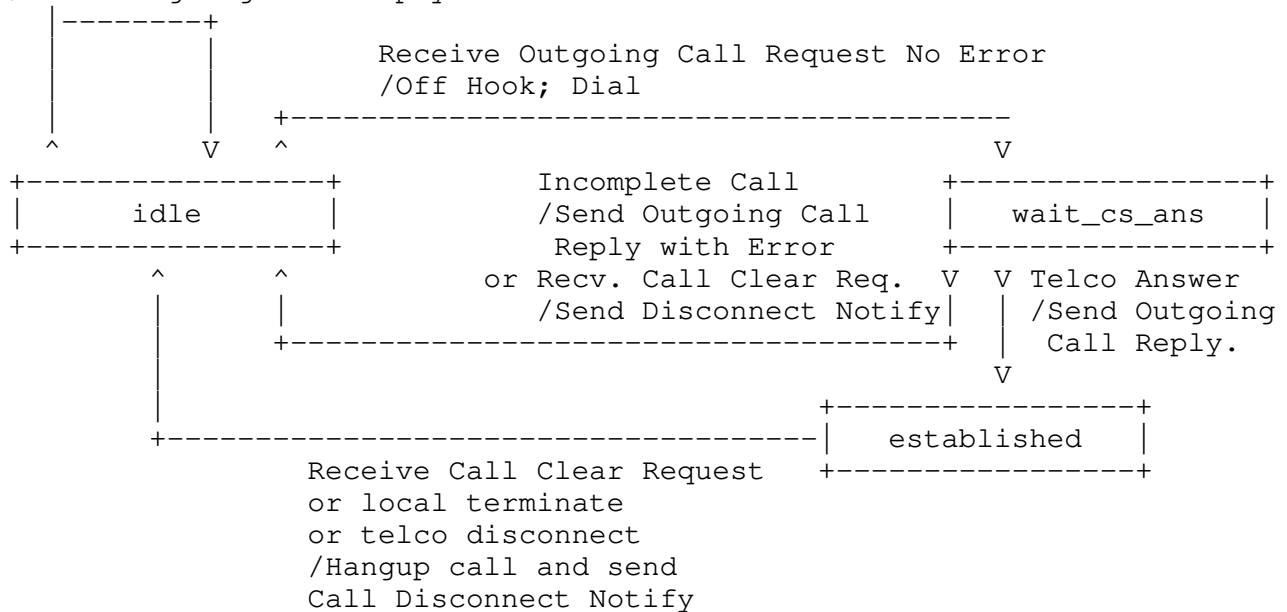 Receive Outgoing Call Request No Error
/Off Hook; Dial
Incomplete Call
idle /Send Outgoing Call wait_cs_ans
Reply with Error
or Recv. Call Clear Req. V V Telco Answer
/Send Disconnect Notify /Send Outgoing
Call Reply.
established
Receive Call Clear Request
or local terminate
or telco disconnect
/Hangup call and send
Call Disconnect Notify